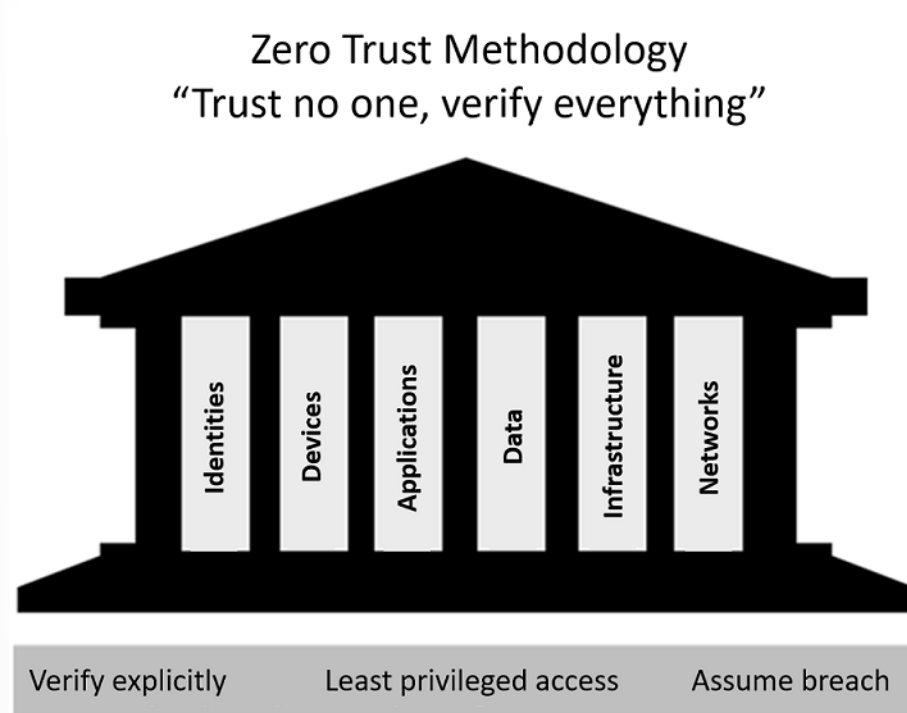 Zero Trust Methodology
“Trust no one, verify everything”
Identities
Devices
Applications
Data
Infrastructure
Networks
Verify explicitly
Least privileged access
Assume breach